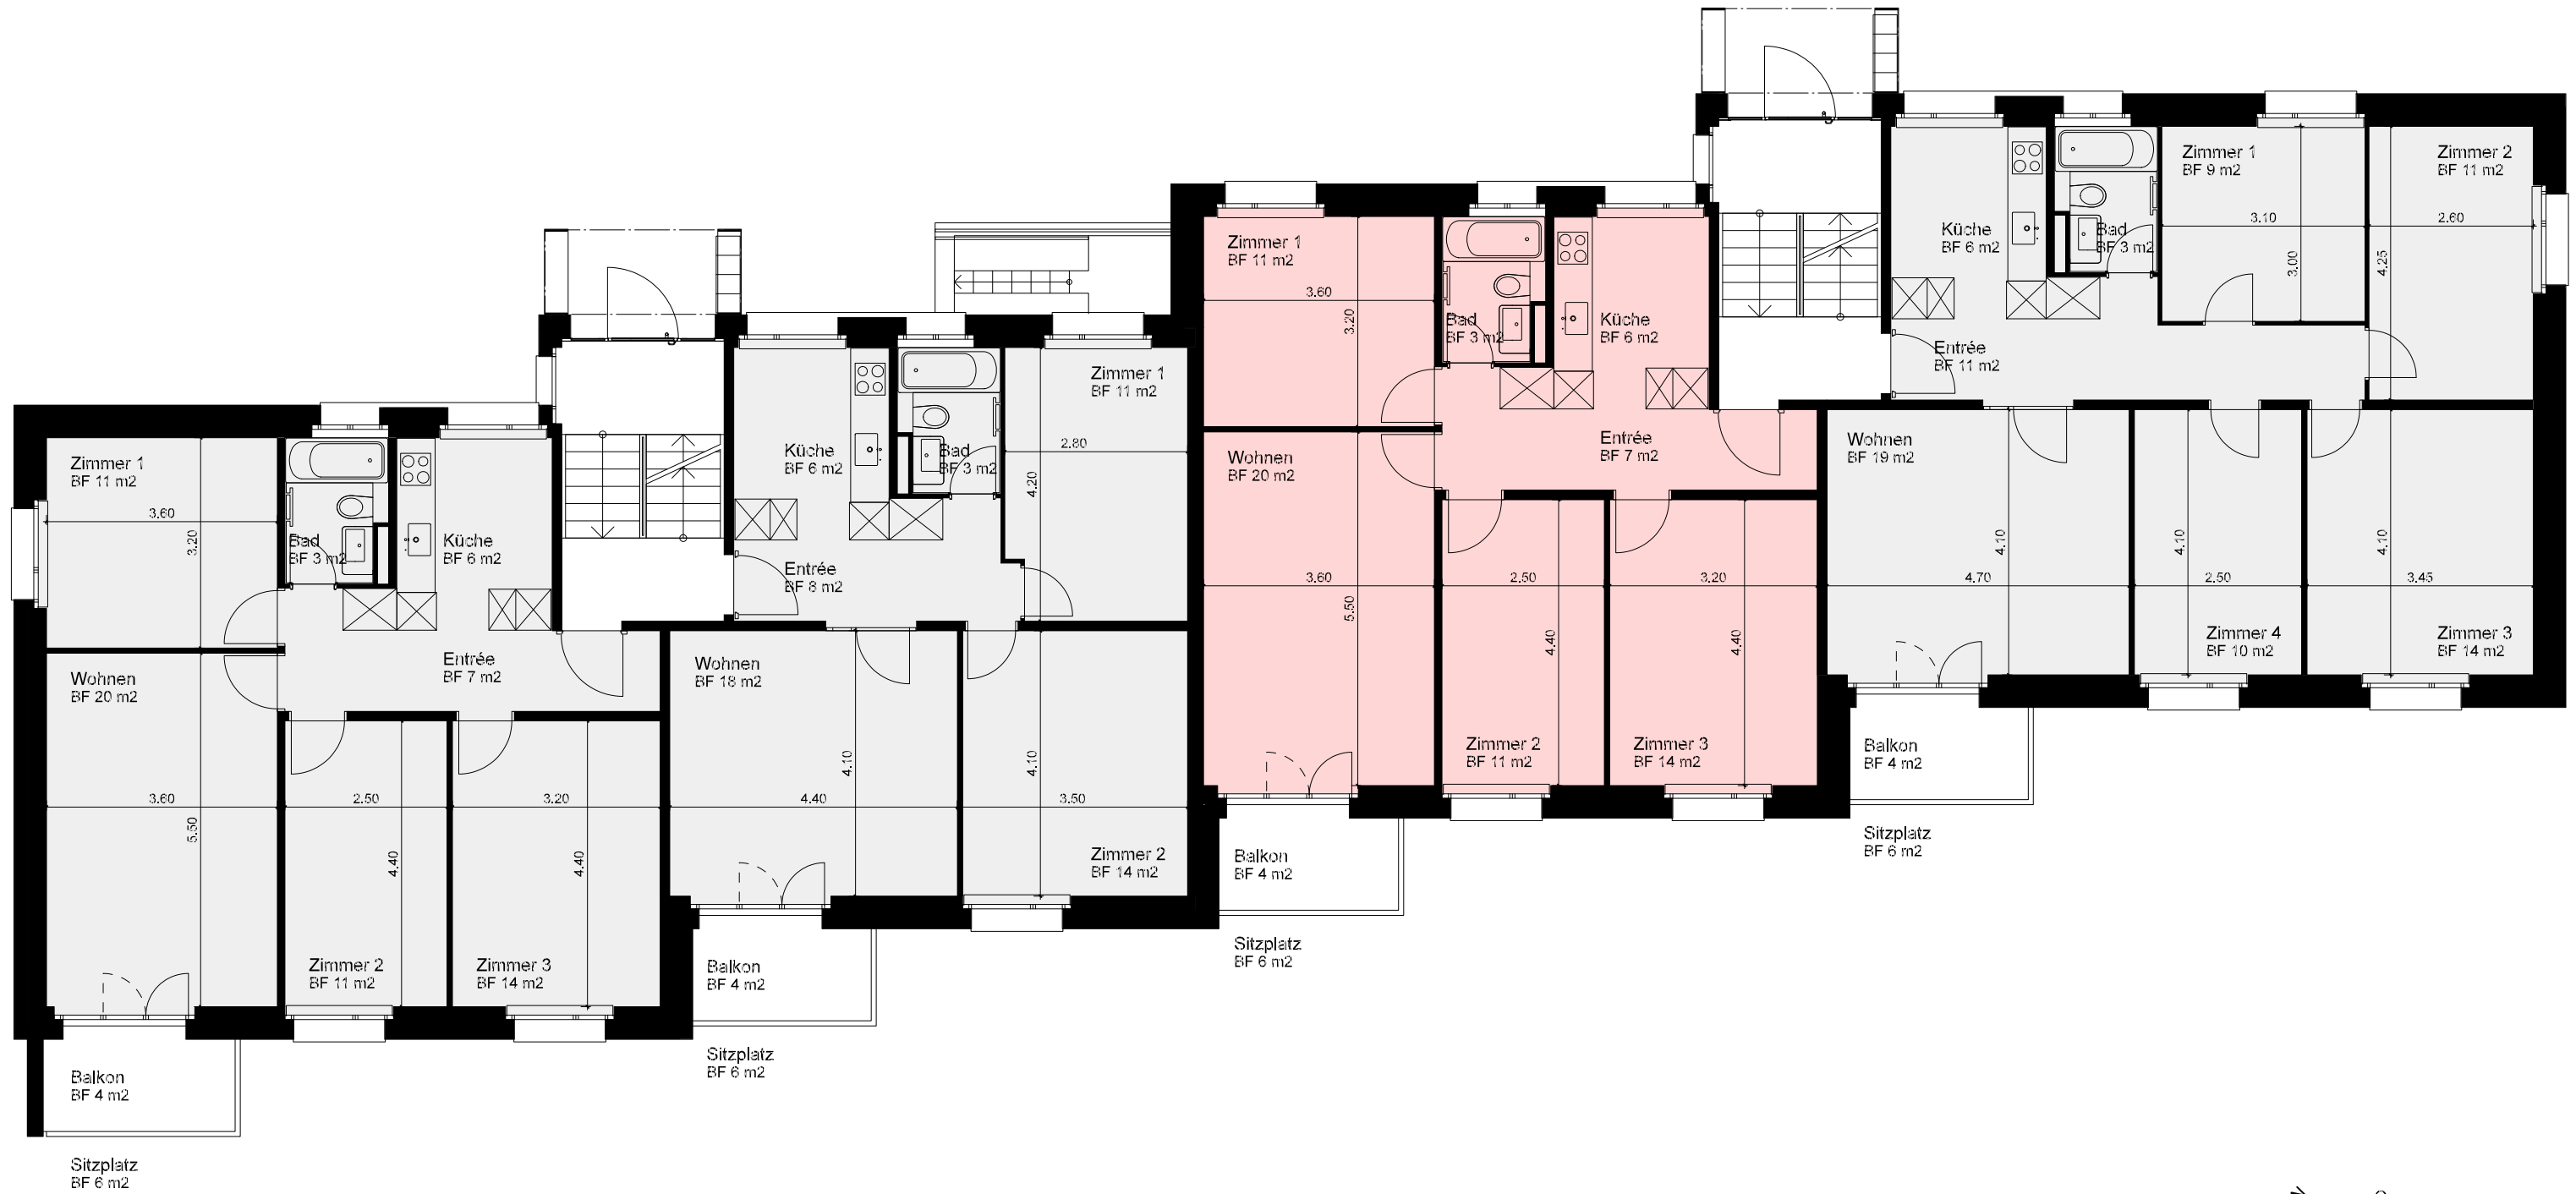 Zimmer 1
BF 11 m2
3.60
3.20
Bad
BF 3 m2
Küche
BF 6 m2
Entrée
BF 7 m2
Wohnen
BF 20 m2
3.60
5.50
Zimmer 2
BF 11 m2
2.50
4.40
Zimmer 3
BF 14 m2
3.20
4.40
Balkon
BF 4 m2
Sitzplatz
BF 6 m2
Küche
BF 6 m2
Bad
BF 3 m2
Zimmer 1
BF 11 m2
2.80
4.20
Entrée
BF 8 m2
Wohnen
BF 18 m2
4.10
4.40
4.10
3.50
Zimmer 2
BF 14 m2
Balkon
BF 4 m2
Sitzplatz
BF 6 m2
Zimmer 1
BF 11 m2
3.60
3.20
Bad
BF 3 m2
Küche
BF 6 m2
Entrée
BF 7 m2
Wohnen
BF 20 m2
3.60
5.50
2.50
4.40
Zimmer 2
BF 11 m2
3.20
4.40
Zimmer 3
BF 14 m2
Balkon
BF 4 m2
Sitzplatz
BF 6 m2
Küche
BF 6 m2
Bad
BF 3 m2
Zimmer 1
BF 9 m2
3.10
3.00
Zimmer 2
BF 11 m2
2.60
4.25
Entrée
BF 11 m2
Wohnen
BF 19 m2
4.10
4.70
4.10
2.50
Zimmer 4
BF 10 m2
4.10
3.45
Zimmer 3
BF 14 m2
Balkon
BF 4 m2
Sitzplatz
BF 6 m2